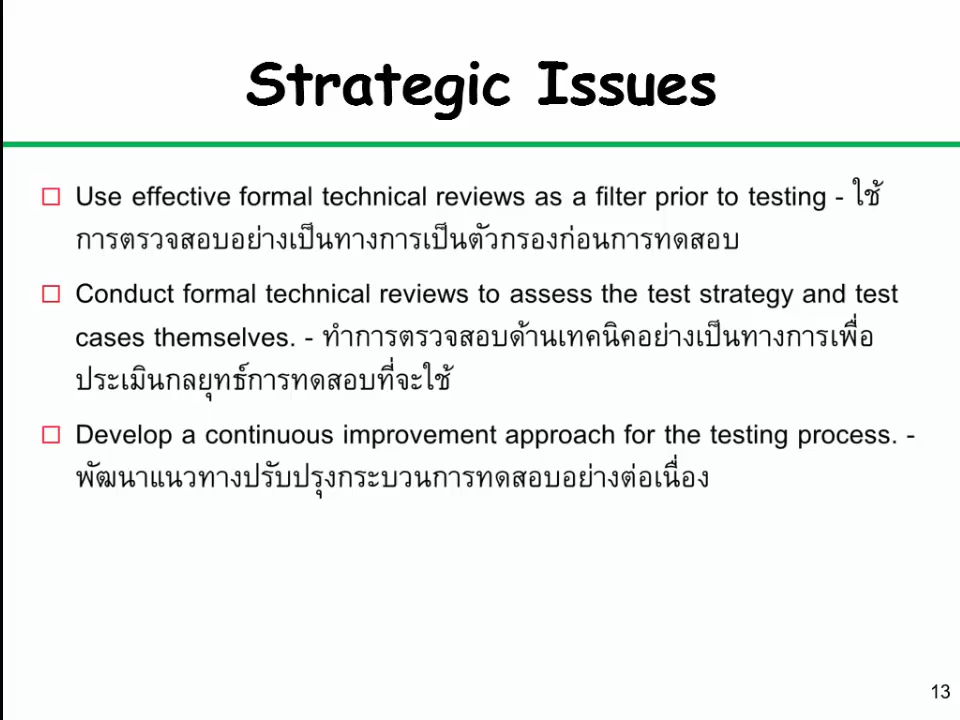 Strategic Issues
Use effective formal technical reviews as a filter prior to testing - ใช้
การตรวจสอบอย่างเป็นทางการเป็นตัวกรองก่อนการทดสอบ
Conduct formal technical reviews to assess the test strategy and test
cases themselves. - ทำการตรวจสอบด้านเทคนิคอย่างเป็นทางการเพื่อ
ประเมินกลยุทธ์การทดสอบที่จะใช้
Develop a continuous improvement approach for the testing process. -
พัฒนาแนวทางปรับปรุงกระบวนการทดสอบอย่างต่อเนื่อง
13